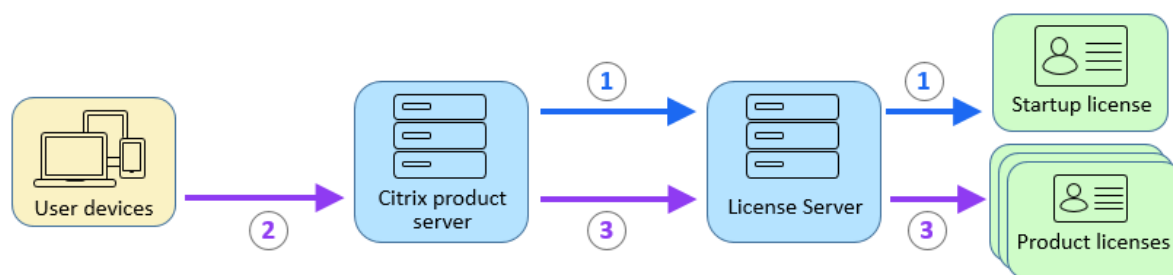 1
1
Startup license
User devices
2
Citrix product
server
3
License Server
3
Product licenses